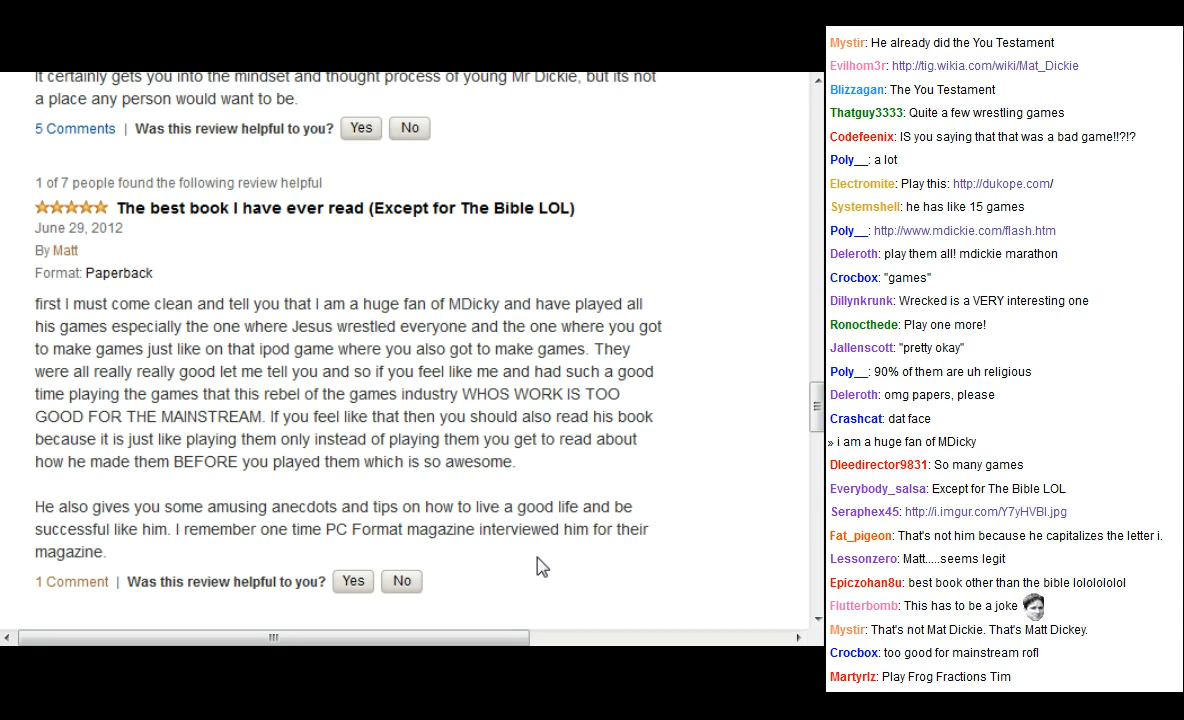 it certainly gets you into the mindset and thought process of young Mr Dickie, but its not
a place any person would want to be.
5 Comments | Was this review helpful to you? Yes No
1 of 7 people found the following review helpful
The best book I have ever read (Except for The Bible LOL)
June 29, 2012
By Matt
Format: Paperback
first I must come clean and tell you that I am a huge fan of MDicky and have played all
his games especially the one where Jesus wrestled everyone and the one where you got
to make games just like on that ipod game where you also got to make games. They
were all really really good let me tell you and so if you feel like me and had such a good
time playing the games that this rebel of the games industry WHOS WORK IS TOO
GOOD FOR THE MAINSTREAM. If you feel like that then you should also read his book
because it is just like playing them only instead of playing them you get to read about
how he made them BEFORE you played them which is so awesome.
He also gives you some amusing anecdots and tips on how to live a good life and be
successful like him. I remember one time PC Format magazine interviewed him for their
magazine.
1 Comment | Was this review helpful to you? Yes No
Mystir: He already did the You Testament
Evilhom3r: http://tig.wikia.com/wiki/Mat_Dickie
Blizzagan: The You Testament
Thatguy3333: Quite a few wrestling games
Codefeenix: IS you saying that that was a bad game!!?!?
Poly__: a lot
Electromite: Play this: http://dukope.com/
Systemshell: he has like 15 games
Poly__: http://www.mdickie.com/flash.htm
Deleroth: play them all! mdickie marathon
Crocbox: "games"
Dillynkrunk: Wrecked is a VERY interesting one
Ronocthede: Play one more!
Jallenscott: "pretty okay"
Poly__: 90% of them are uh religious
Deleroth: omg papers, please
Crashcat: dat face
» i am a huge fan of MDicky
Dleedirector9831: So many games
Everybody_salsa: Except for The Bible LOL
Seraphex45: http://i.imgur.com/Y7yHVBl.jpg
Fat_pigeon: That's not him because he capitalizes the letter i.
Lessonzero: Matt.....seems legit
Epiczohan8u: best book other than the bible lolololol
Flutterbomb: This has to be a joke
Mystir: That's not Mat Dickie. That's Matt Dickey.
Crocbox: too good for mainstream rofl
Martyrlz: Play Frog Fractions Tim